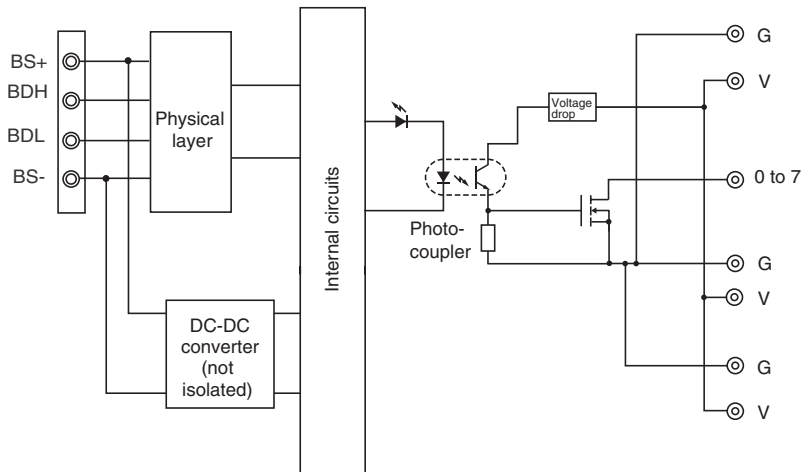 BS+
BDH
BDL
BS-
Physical
layer
DC-DC
converter
(not
isolated)
Internal circuits
Photo-
coupler
Voltage
drop
G
V
0 to 7
G
V
G
V